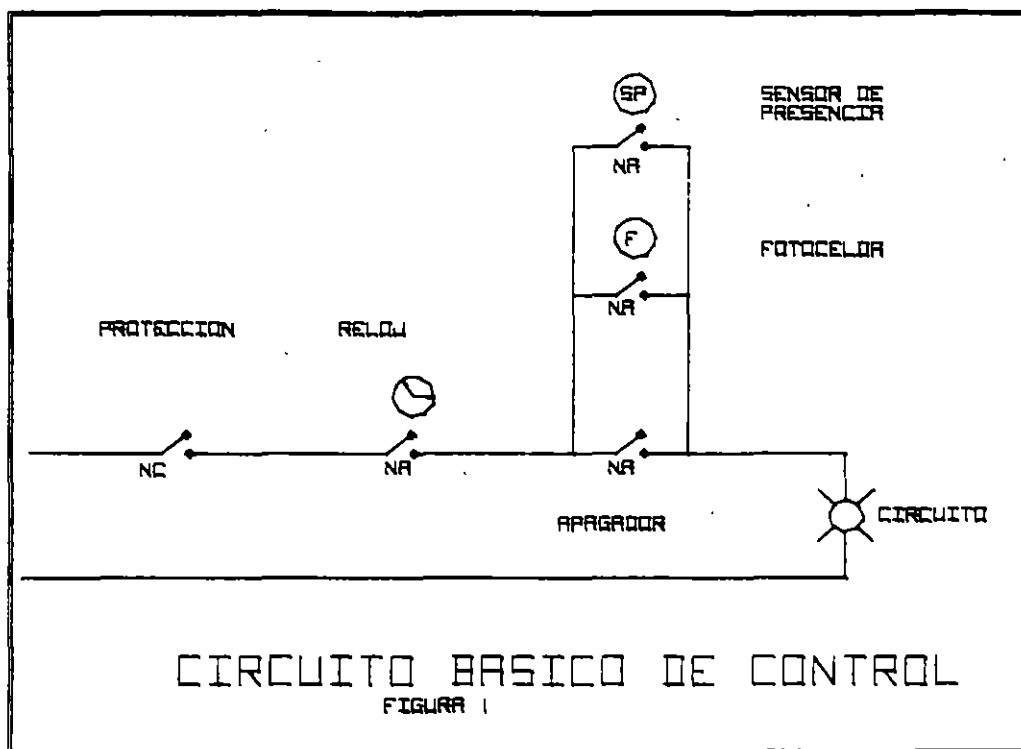 SP
SENSOR DE
PRESENCIA
NA
F
FOTOCELDA
NA
PROTECCION
RELOJ
NC
NA
NA
APAGADOR
CIRCUITO
CIRCUITO BASICO DE CONTROL
FIGURA 1